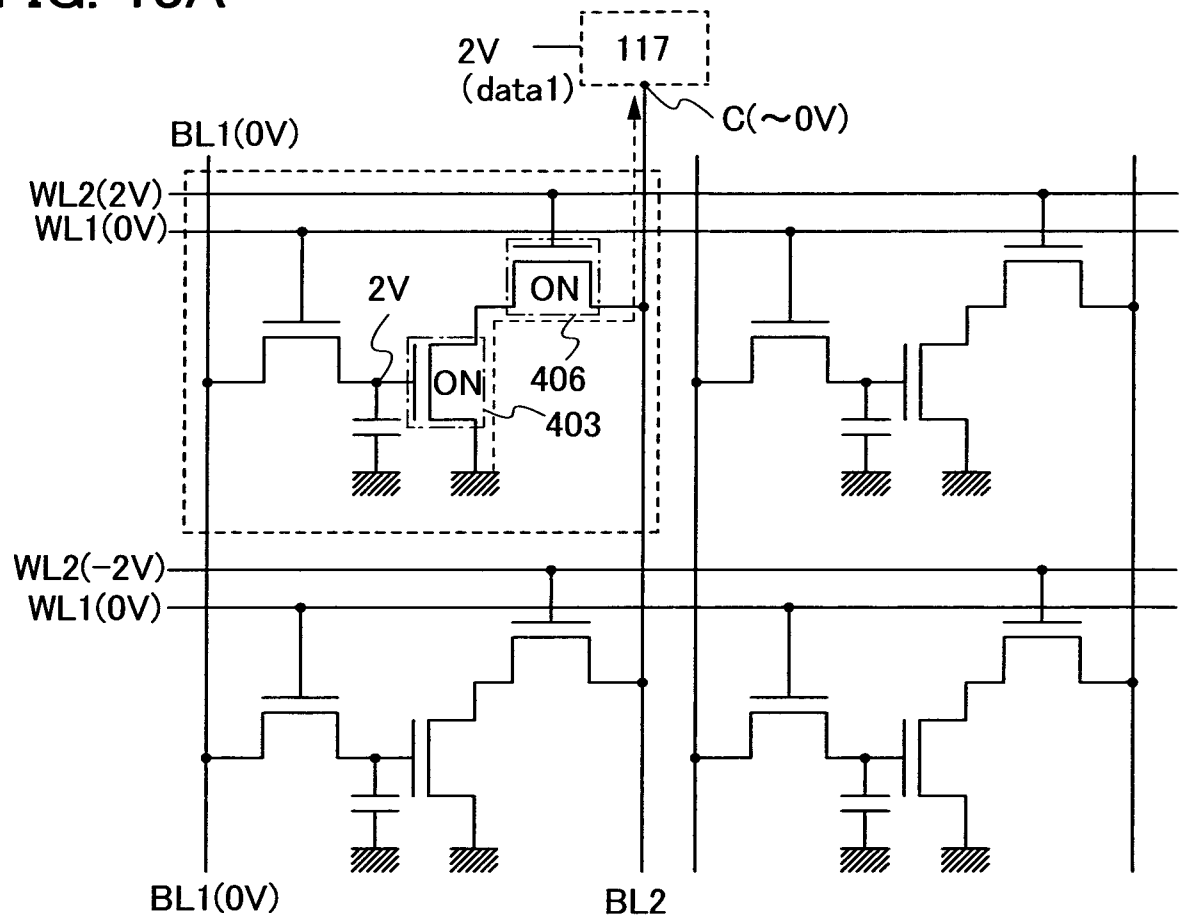 2V
(data1)
117
C(~0V)
BL1(0V)
WL2(2V)
WL1(0V)
2V
ON
ON
406
403
WL2(-2V)
WL1(0V)
BL1(0V)
BL2